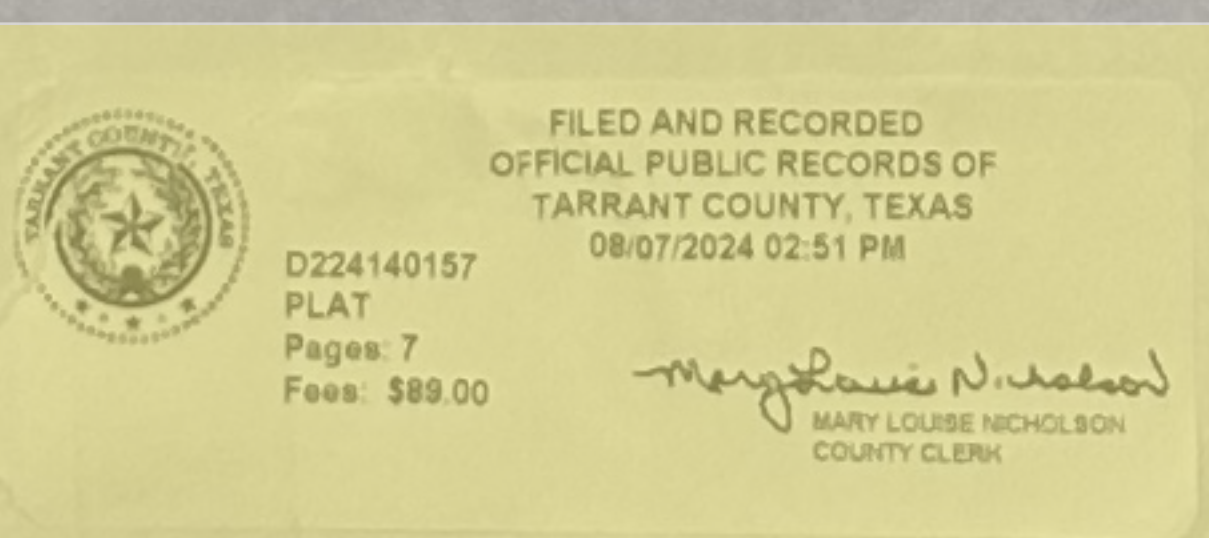 TARRANT COUNTY, TEXAS
FILED AND RECORDED
OFFICIAL PUBLIC RECORDS OF
TARRANT COUNTY, TEXAS
08/07/2024 02:51 PM
D224140157
PLAT
Pages: 7
Fees: $89.00
Mary Louise Nicholson
MARY LOUISE NICHOLSON
COUNTY CLERK